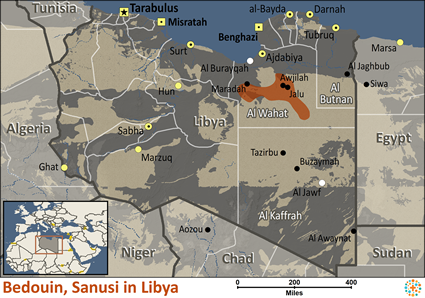 Tunisia
Tarabulus
Misratah
al-Bayda
Darnah
Benghazi
Tubruq
Surt
Marsa
Ajdabiya
Al Burayqah
Al Jaghbub
Hun
Maradah
Awjilah
Jalu
Siwa
Al Butnan
Al Wahat
Algeria
Libya
Sabha
Egypt
Marzuq
Tazirbu
Ghat
Buzaymah
Al Jawf
Al Kaffrah
Aozou
Al Awaynat
Niger
Chad
Sudan
0 100 200 400
Miles
Bedouin, Sanusi in Libya